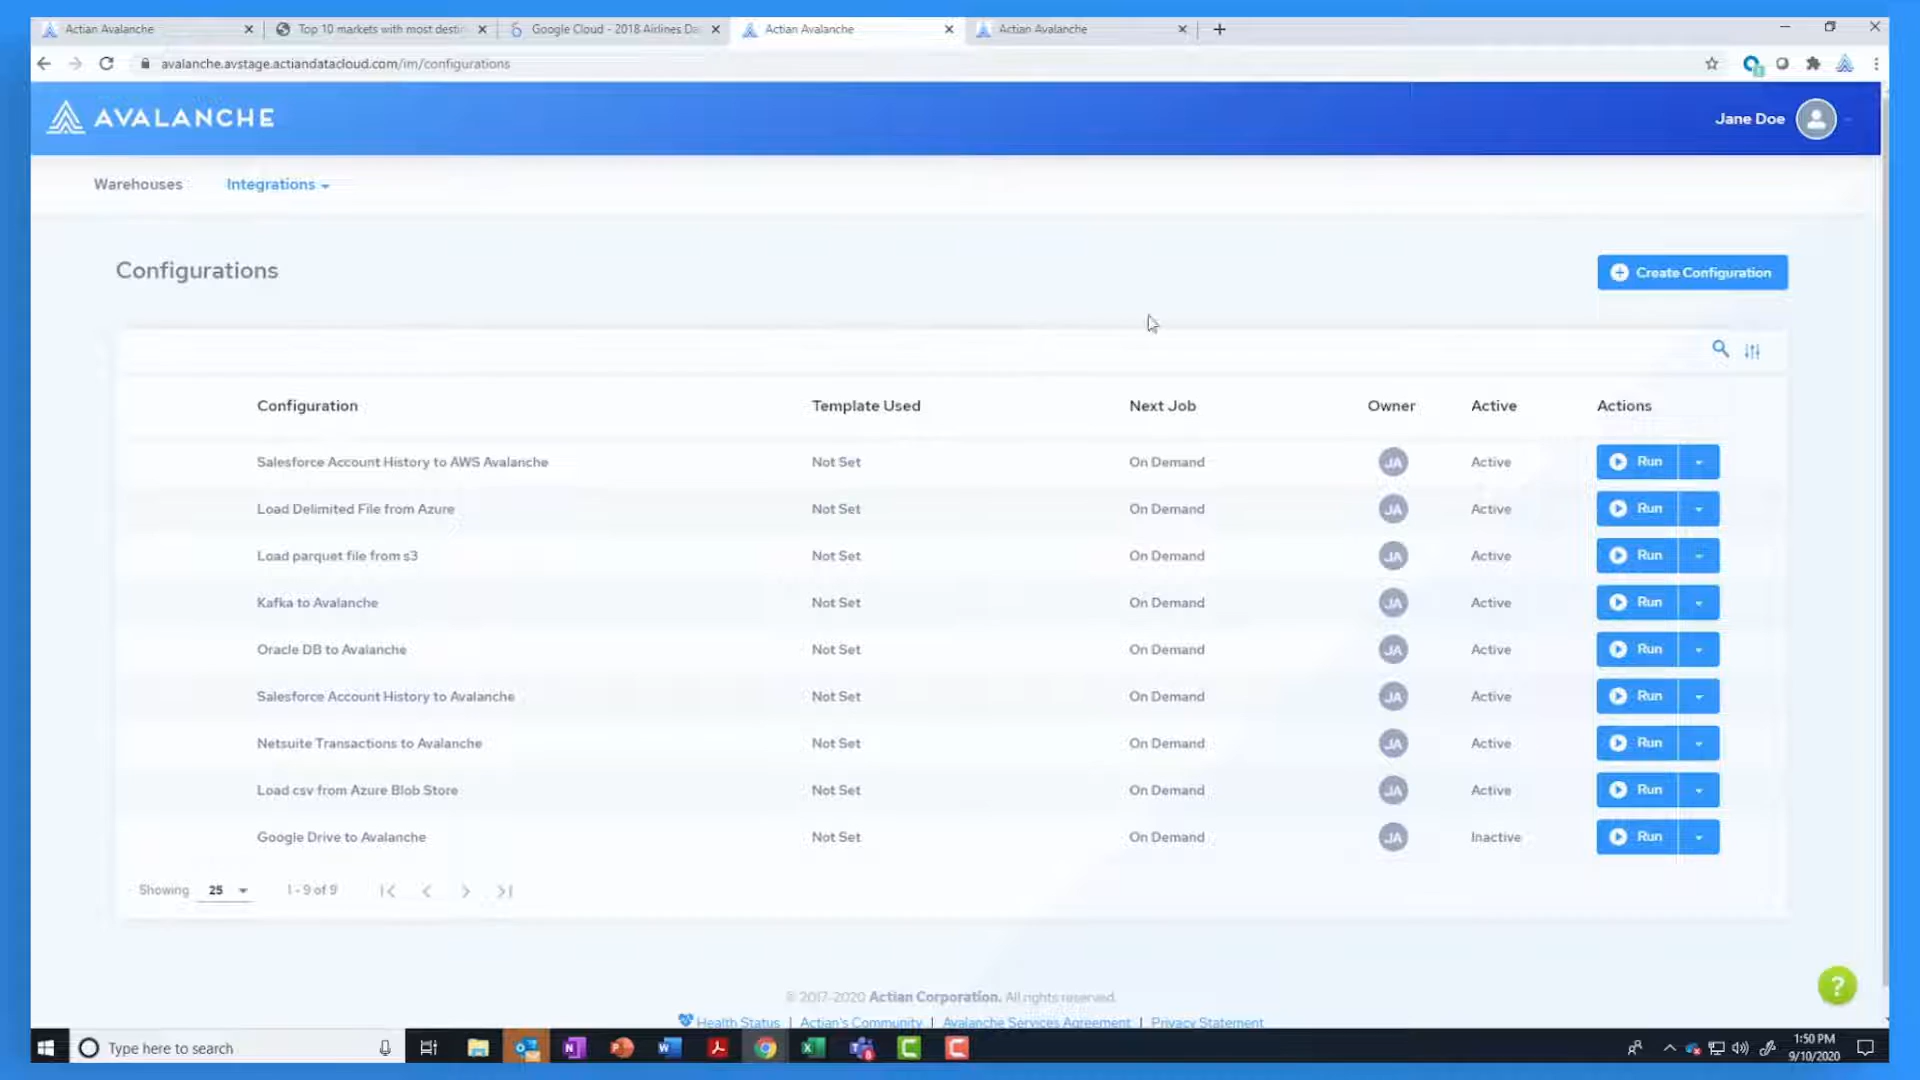 Actian Avalanche
Top 10 markets with most desti
Google Cloud - 2018 Airlines Da
Actian Avalanche
Actian Avalanche
avalanche.avstage.actiandatacloud.com/im/configurations
AVALANCHE
Jane Doe
Warehouses
Integrations
Configurations
Create Configuration
Configuration Template Used Next Job Owner Active Actions
Salesforce Account History to AWS Avalanche Not Set On Demand JA Active Run
Load Delimited File from Azure Not Set On Demand JA Active Run
Load parquet file from s3 Not Set On Demand JA Active Run
Kafka to Avalanche Not Set On Demand JA Active Run
Oracle DB to Avalanche Not Set On Demand JA Active Run
Salesforce Account History to Avalanche Not Set On Demand JA Active Run
Netsuite Transactions to Avalanche Not Set On Demand JA Active Run
Load csv from Azure Blob Store Not Set On Demand JA Active Run
Google Drive to Avalanche Not Set On Demand JA Inactive Run
Showing 25 1 - 9 of 9
© 2017-2020 Actian Corporation. All rights reserved.
Health Status | Actian's Community | Avalanche Services Agreement | Privacy Statement
?
Type here to search
1:50 PM
9/10/2020